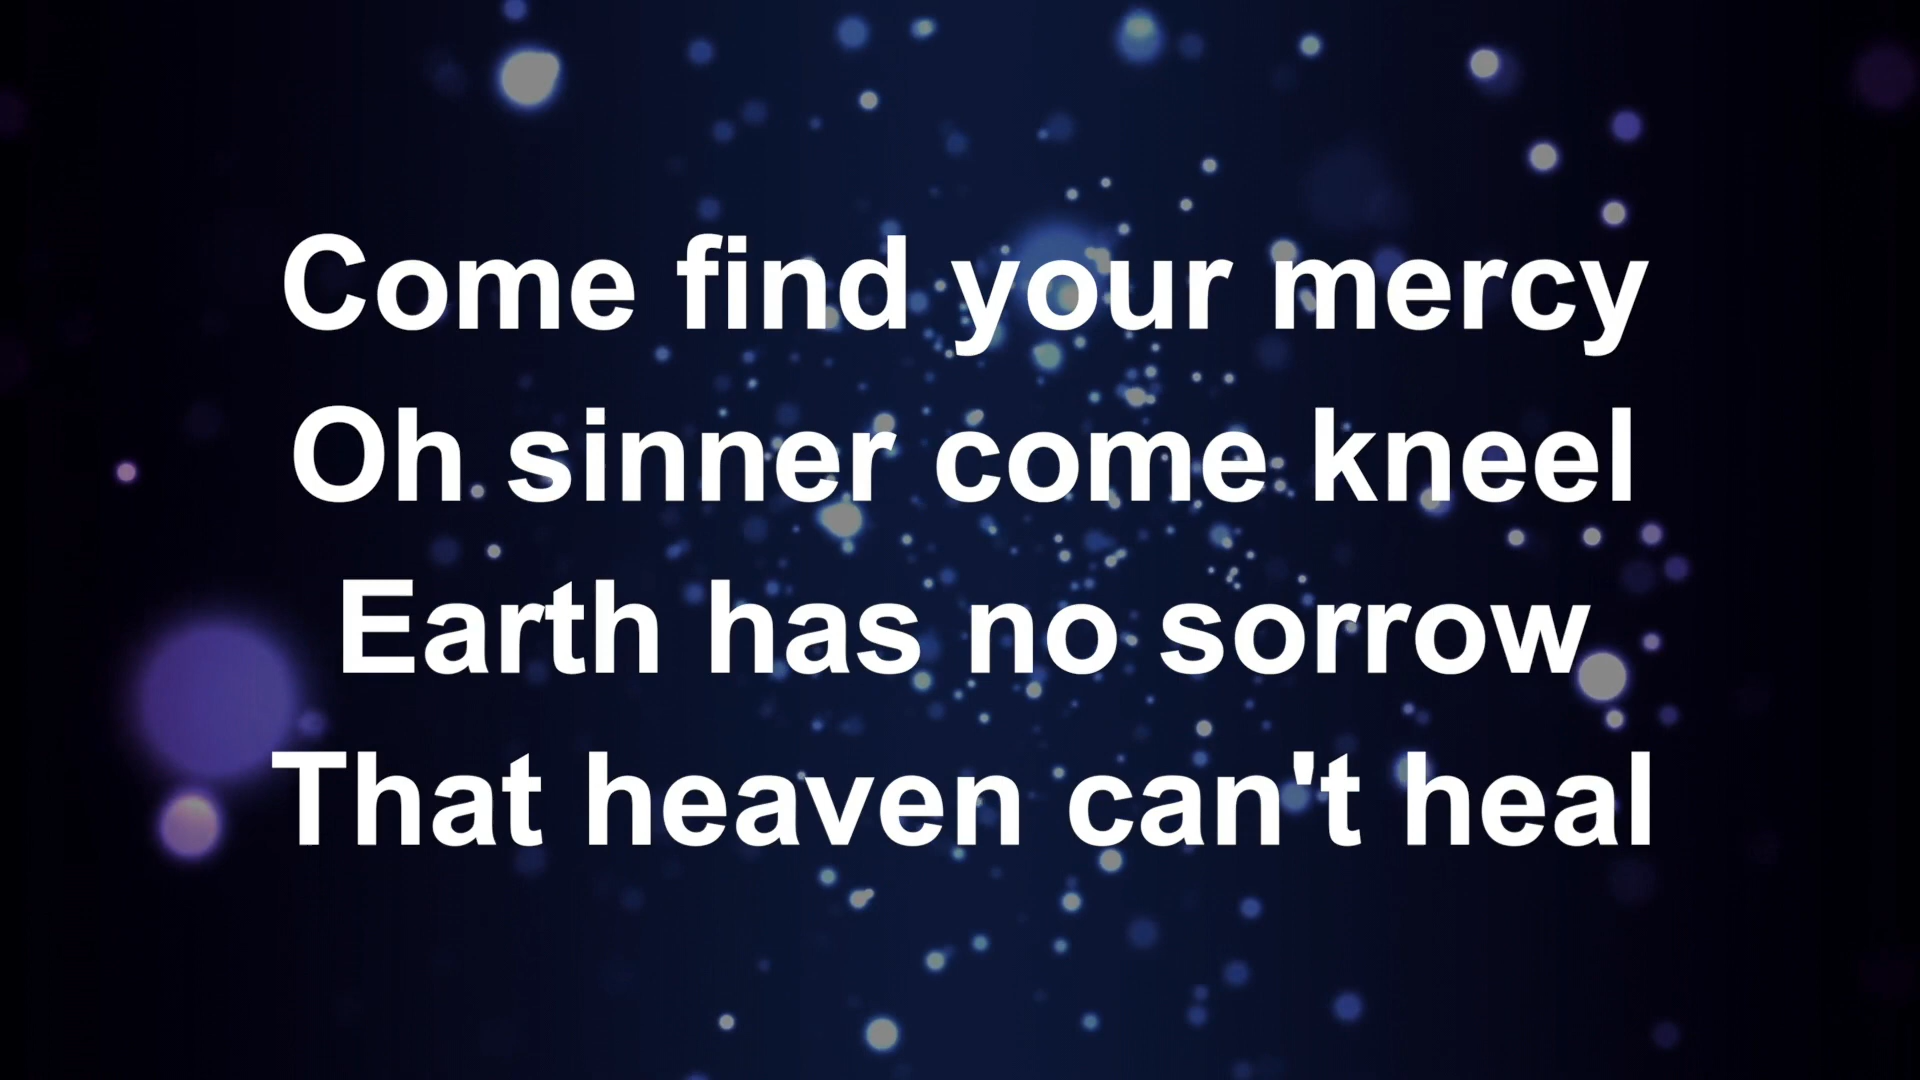 Come find your mercy
Oh sinner come kneel
Earth has no sorrow
That heaven can't heal